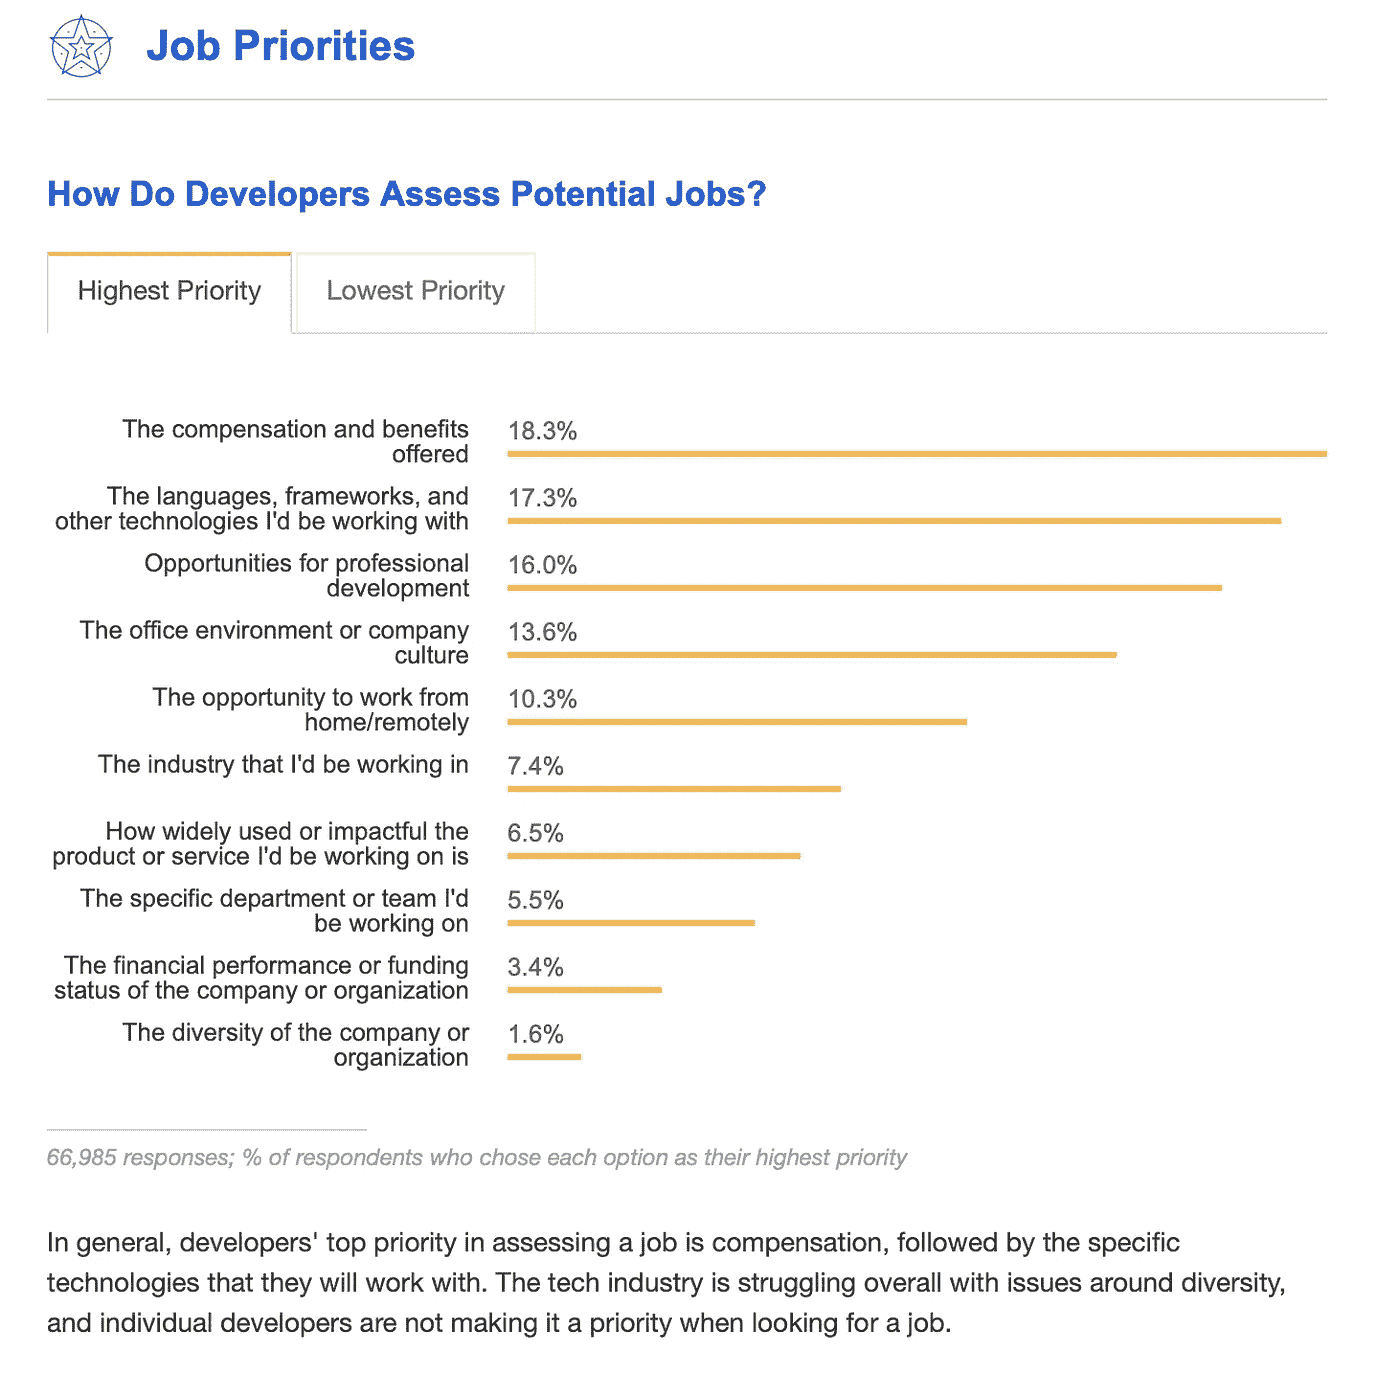 Job Priorities
How Do Developers Assess Potential Jobs?
Highest Priority
Lowest Priority
The compensation and benefits
offered
18.3%
The languages, frameworks, and
other technologies I'd be working with
17.3%
Opportunities for professional
development
16.0%
The office environment or company
culture
13.6%
The opportunity to work from
home/remotely
10.3%
The industry that I'd be working in
7.4%
How widely used or impactful the
product or service I'd be working on is
6.5%
The specific department or team I'd
be working on
5.5%
The financial performance or funding
status of the company or organization
3.4%
The diversity of the company or
organization
1.6%
66,985 responses; % of respondents who chose each option as their highest priority
In general, developers' top priority in assessing a job is compensation, followed by the specific
technologies that they will work with. The tech industry is struggling overall with issues around diversity,
and individual developers are not making it a priority when looking for a job.